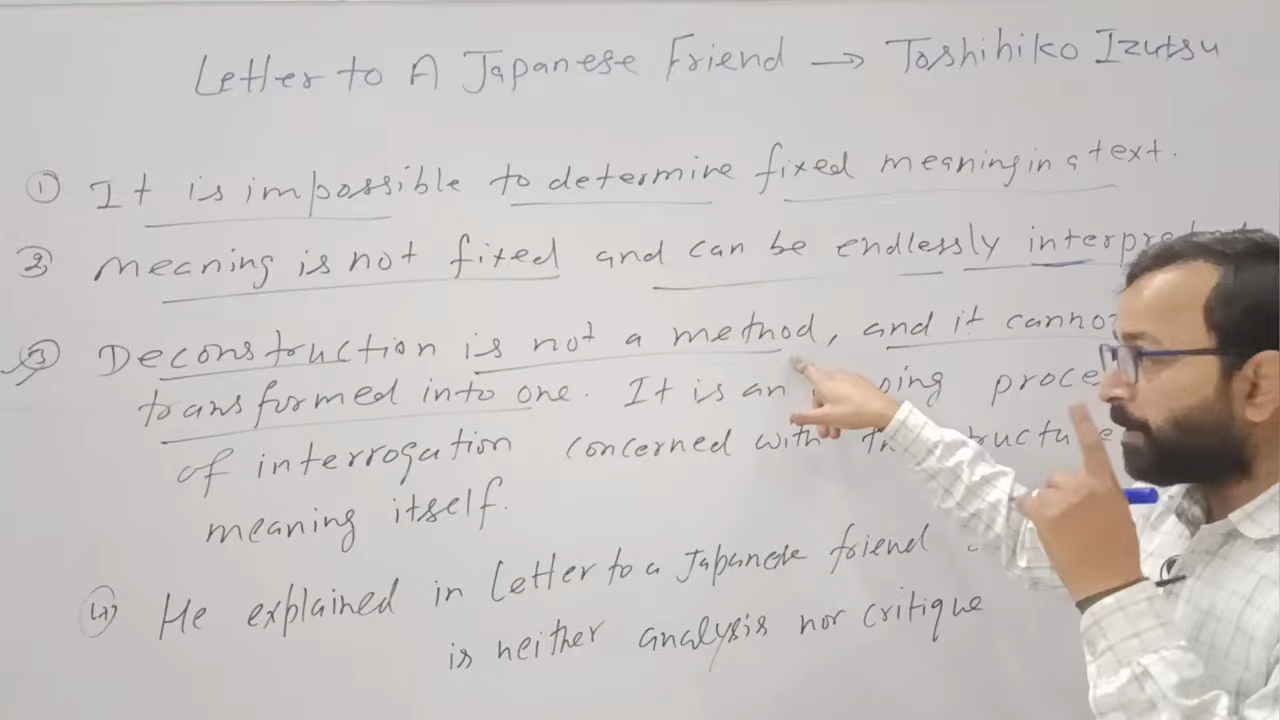 Letter to A Japanese Friend → Toshihiko Izutsu
① It is impossible to determine fixed meaning in a text.
② Meaning is not fixed and can be endlessly
③ Deconstruction is not a method, and it
transformed into one. It is an
of interrogation concerned with
meaning itself.
④ He explained in Letter to a Japanese friend
is neither analysis nor critique